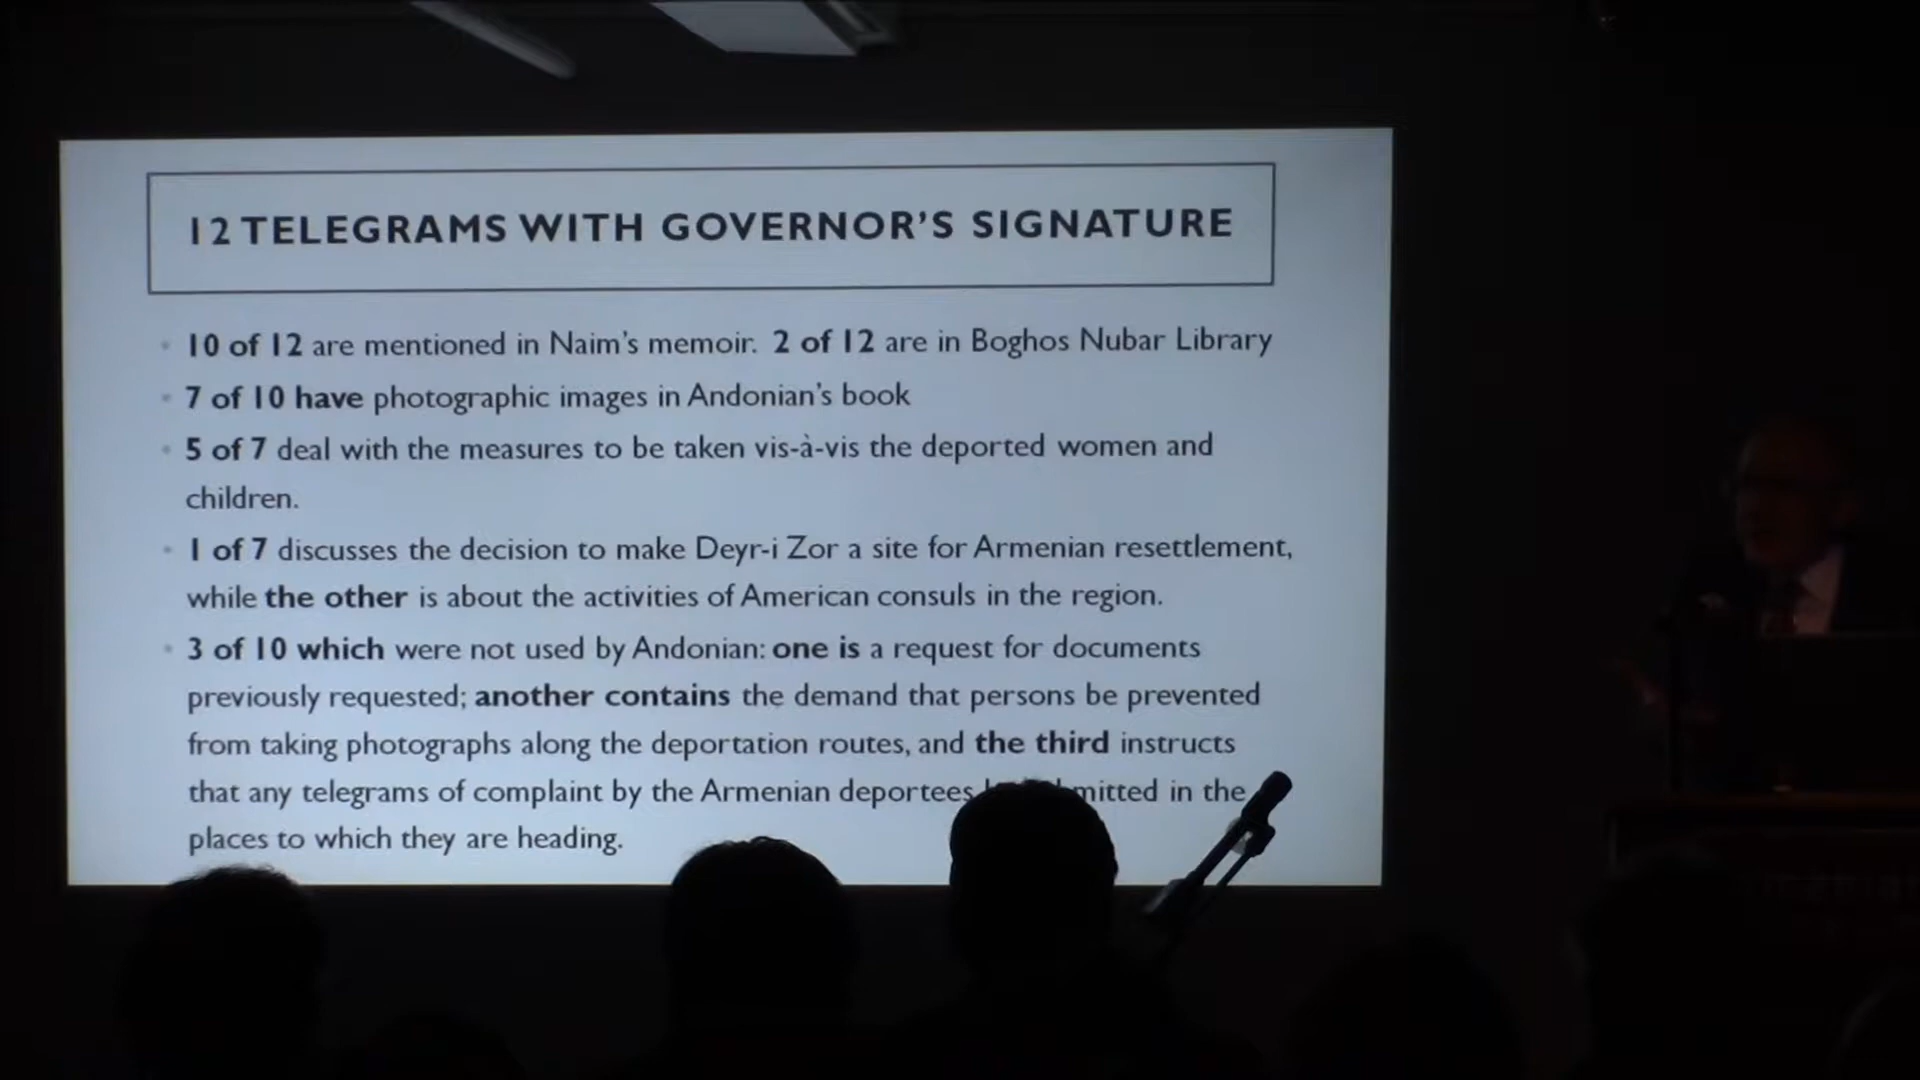 12 TELEGRAMS WITH GOVERNOR'S SIGNATURE
• 10 of 12 are mentioned in Naim's memoir. 2 of 12 are in Boghos Nubar Library
• 7 of 10 have photographic images in Andonian's book
• 5 of 7 deal with the measures to be taken vis-à-vis the deported women and
children.
• 1 of 7 discusses the decision to make Deyr-i Zor a site for Armenian resettlement,
while the other is about the activities of American consuls in the region.
• 3 of 10 which were not used by Andonian: one is a request for documents
previously requested; another contains the demand that persons be prevented
from taking photographs along the deportation routes, and the third instructs
that any telegrams of complaint by the Armenian deportees in the
places to which they are heading.